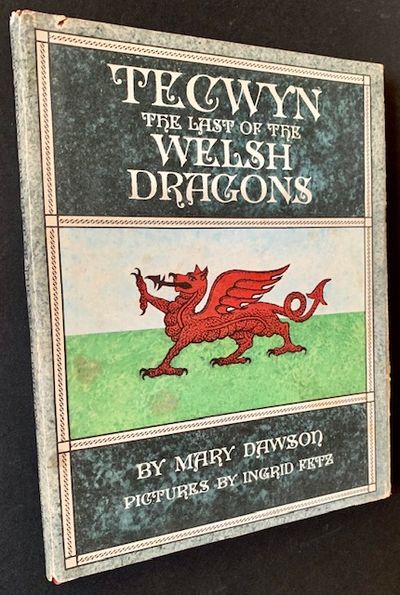 TECWYN
THE LAST OF THE
WELSH
DRAGONS
BY MARY DAWSON
PICTURES BY INGRID FETZ